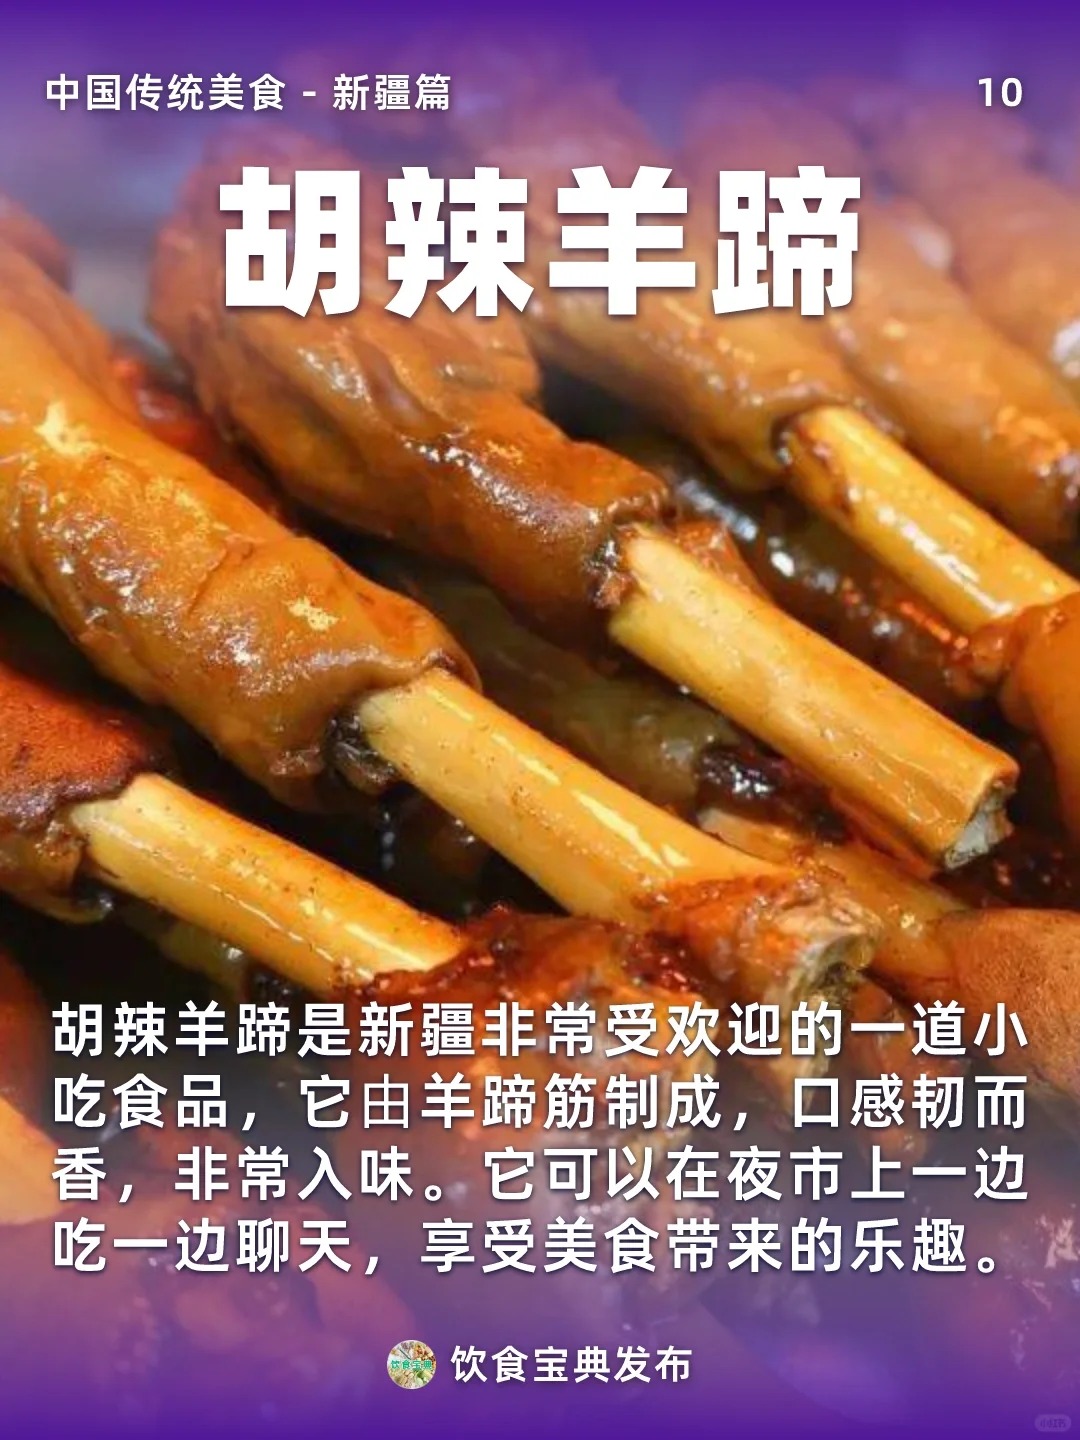 中国传统美食 - 新疆篇
10
胡辣羊蹄
胡辣羊蹄是新疆非常受欢迎的一道小
吃食品，它由羊蹄筋制成，口感韧而
香，非常入味。它可以在夜市上一边
吃一边聊天，享受美食带来的乐趣。
饮食宝典
饮食宝典发布